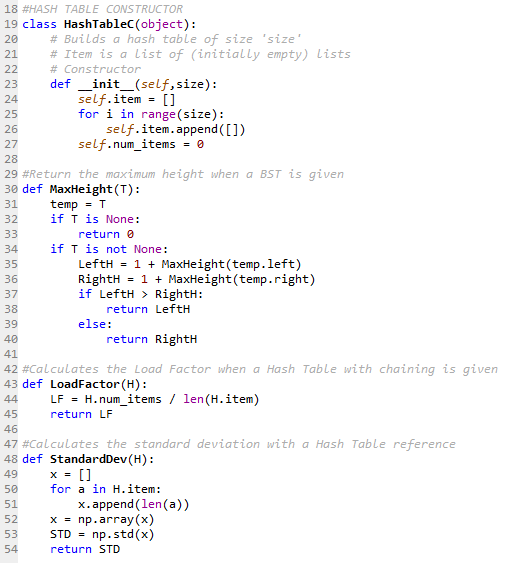 18 #HASH TABLE CONSTRUCTOR
19 class HashTableC(object):
20     # Builds a hash table of size 'size'
21     # Item is a list of (initially empty) lists
22     # Constructor
23     def __init__(self,size):
24         self.item = []
25         for i in range(size):
26             self.item.append([])
27         self.num_items = 0
28
29 #Return the maximum height when a BST is given
30 def MaxHeight(T):
31     temp = T
32     if T is None:
33         return 0
34     if T is not None:
35         LeftH = 1 + MaxHeight(temp.left)
36         RightH = 1 + MaxHeight(temp.right)
37         if LeftH > RightH:
38             return LeftH
39         else:
40             return RightH
41
42 #Calculates the Load Factor when a Hash Table with chaining is given
43 def LoadFactor(H):
44     LF = H.num_items / len(H.item)
45     return LF
46
47 #Calculates the standard deviation with a Hash Table reference
48 def StandardDev(H):
49     x = []
50     for a in H.item:
51         x.append(len(a))
52     x = np.array(x)
53     STD = np.std(x)
54     return STD